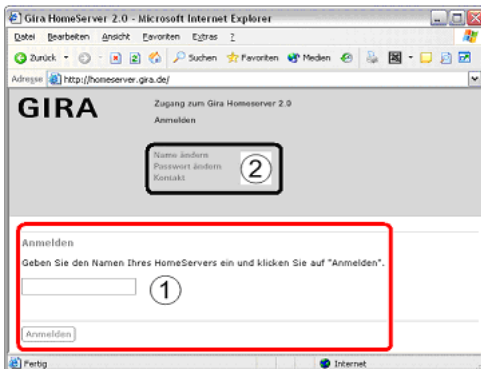 Gira HomeServer 2.0 - Microsoft Internet Explorer
Datei Bearbeiten Ansicht Favoriten Extras ?
Zurück Suchen Favoriten Medien
Adresse http://homeserver.gira.de/
GIRA
Zugang zum Gira Homeserver 2.0
Anmelden
Name ändern
Passwort ändern
Kontakt
2
Anmelden
Geben Sie den Namen Ihres HomeServers ein und klicken Sie auf "Anmelden".
1
Anmelden
Fertig Internet